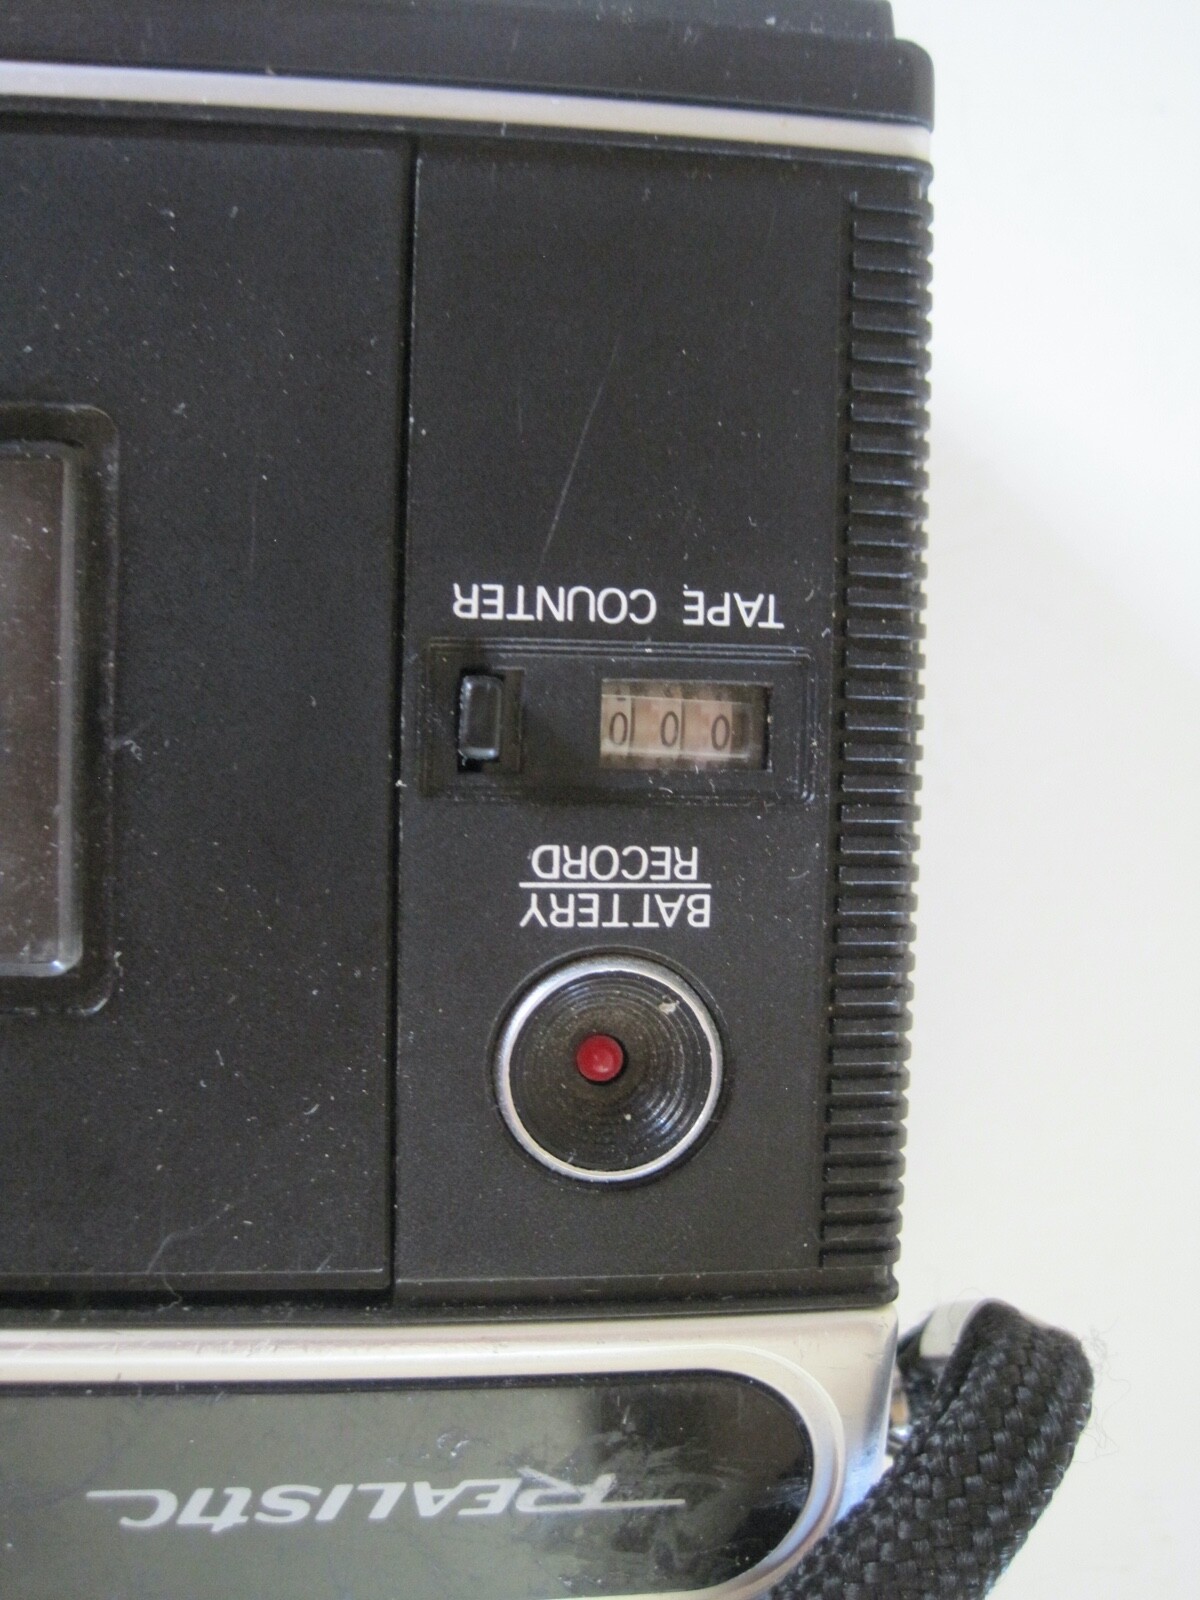 REALISTIC
BATTERY
RECORD
000
TAPE COUNTER